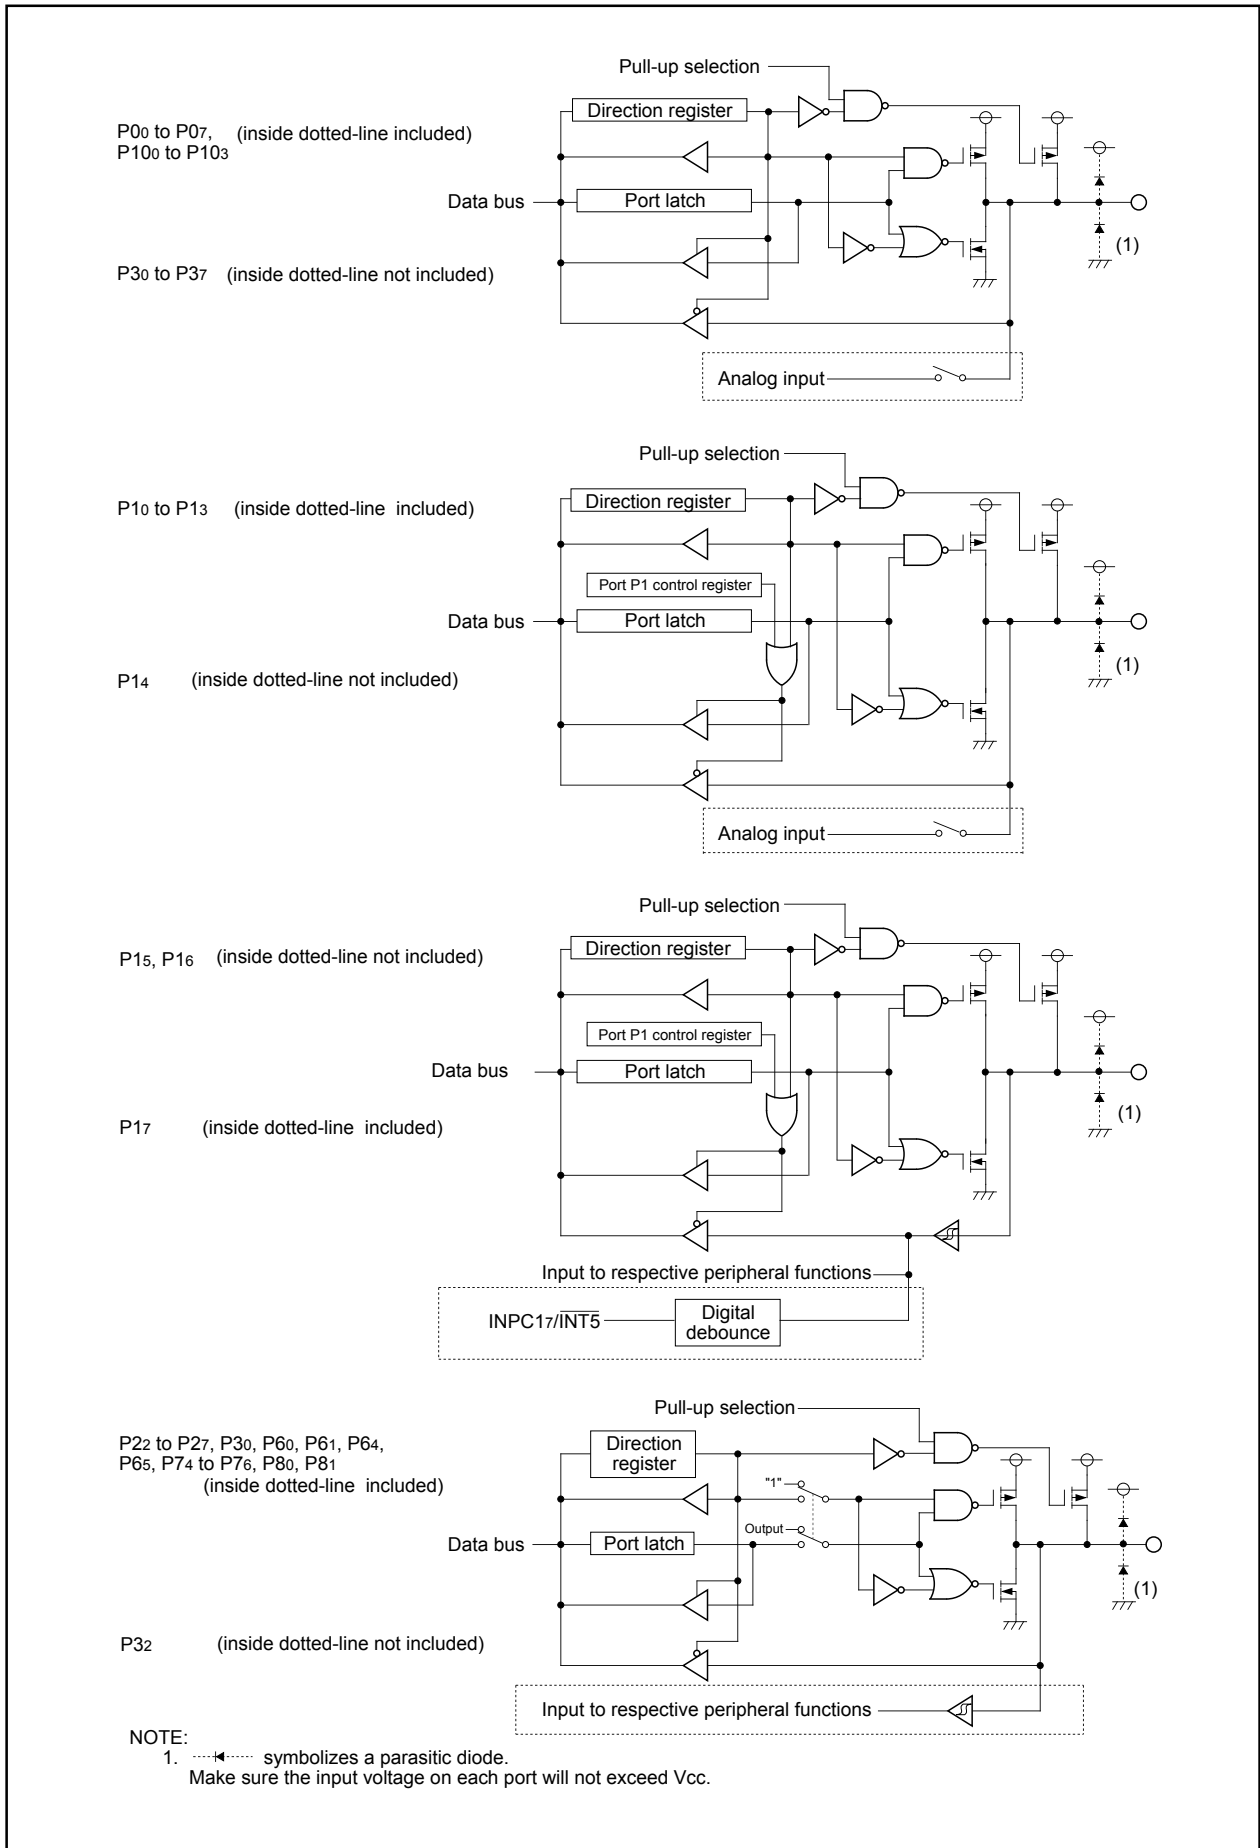 Pull-up selection
Direction register
P00 to P07, (inside dotted-line included)
P100 to P103
Data bus
Port latch
(1)
P30 to P37 (inside dotted-line not included)
Analog input
Pull-up selection
P10 to P13 (inside dotted-line included)
Direction register
Port P1 control register
Data bus
Port latch
(1)
P14 (inside dotted-line not included)
Analog input
Pull-up selection
P15, P16 (inside dotted-line not included)
Direction register
Port P1 control register
Data bus
Port latch
(1)
P17 (inside dotted-line included)
Input to respective peripheral functions
INPC17/INT5
Digital
debounce
Pull-up selection
P22 to P27, P30, P60, P61, P64,
P65, P74 to P76, P80, P81
(inside dotted-line included)
Direction
register
"1"
Output
Data bus
Port latch
(1)
P32 (inside dotted-line not included)
Input to respective peripheral functions
NOTE:
1. symbolizes a parasitic diode.
Make sure the input voltage on each port will not exceed Vcc.